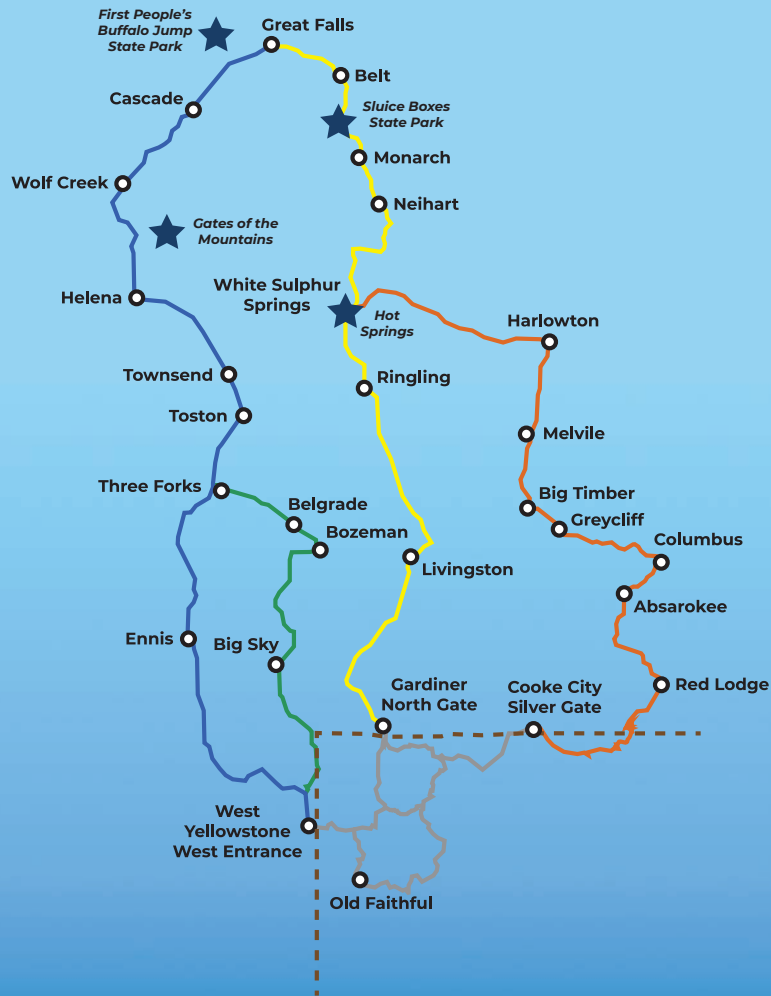 First People’s
Buffalo Jump
State Park
Great Falls
Belt
Cascade
Sluice Boxes
State Park
Monarch
Wolf Creek
Neihart
Gates of the
Mountains
White Sulphur
Springs
Helena
Hot
Springs
Harlowton
Townsend
Ringling
Toston
Melvile
Three Forks
Big Timber
Belgrade
Greycliff
Bozeman
Columbus
Livingston
Absarokee
Ennis
Big Sky
Gardiner
North Gate
Cooke City
Silver Gate
Red Lodge
West
Yellowstone
West Entrance
Old Faithful